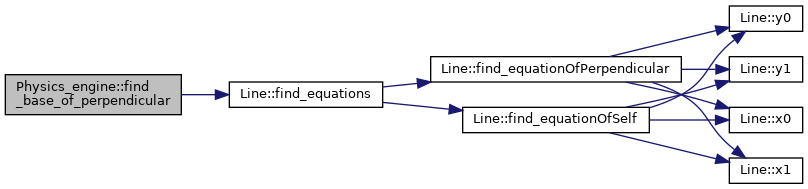 Physics_engine::find
_base_of_perpendicular
Line::find_equations
Line::find_equationOfPerpendicular
Line::find_equationOfSelf
Line::y0
Line::y1
Line::x0
Line::x1